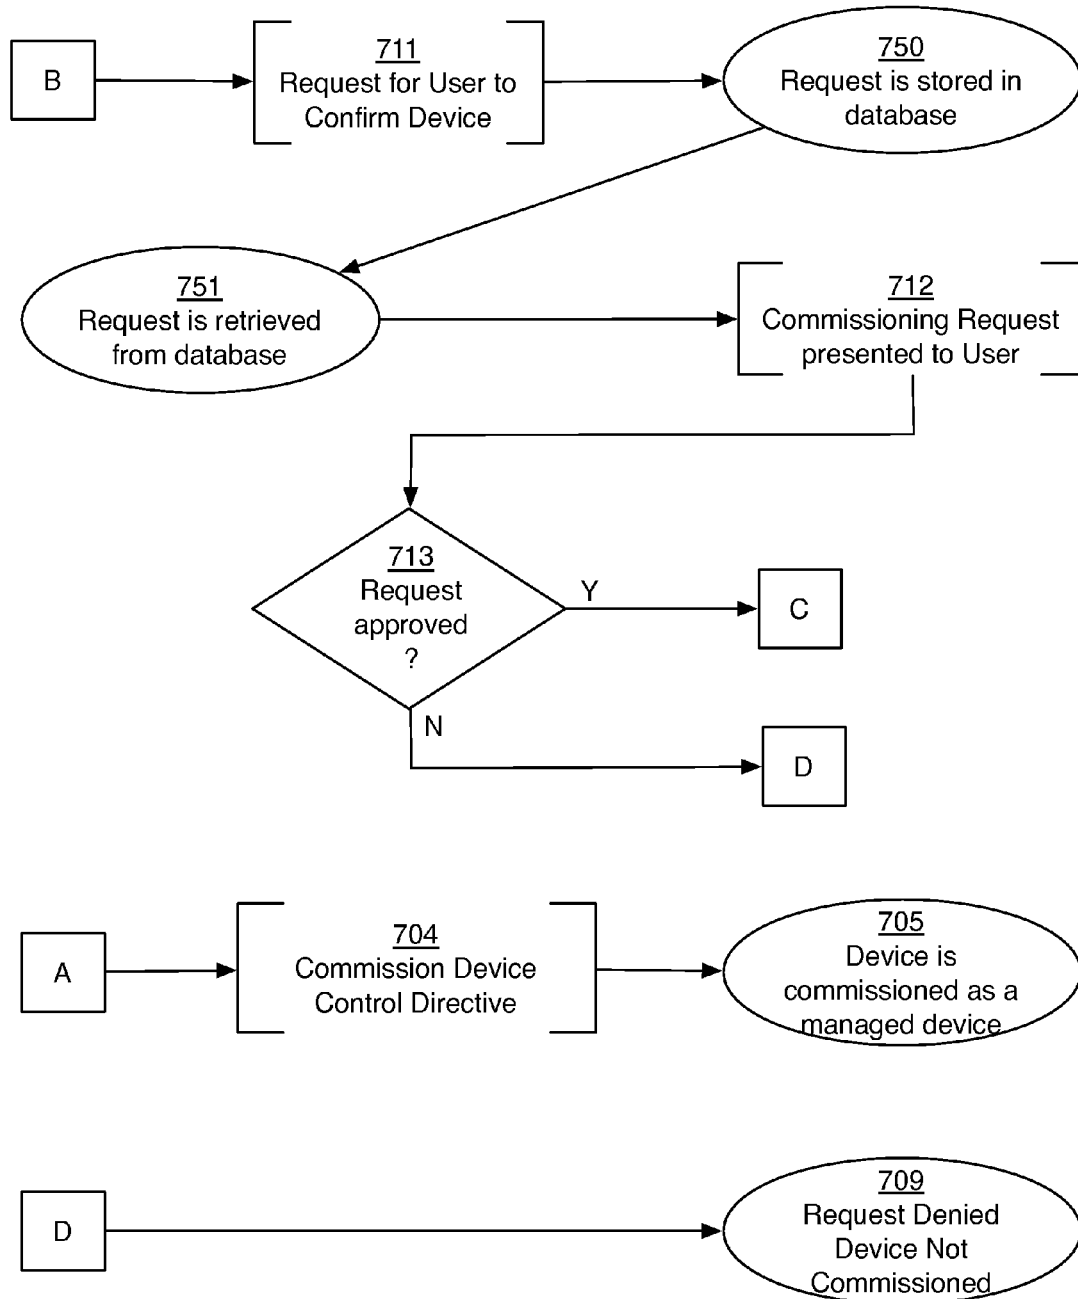 B
711
Request for User to
Confirm Device
750
Request is stored in
database
751
Request is retrieved
from database
712
Commissioning Request
presented to User
713
Request
approved
?
Y
C
N
D
A
704
Commission Device
Control Directive
705
Device is
commissioned as a
managed device
D
709
Request Denied
Device Not
Commissioned